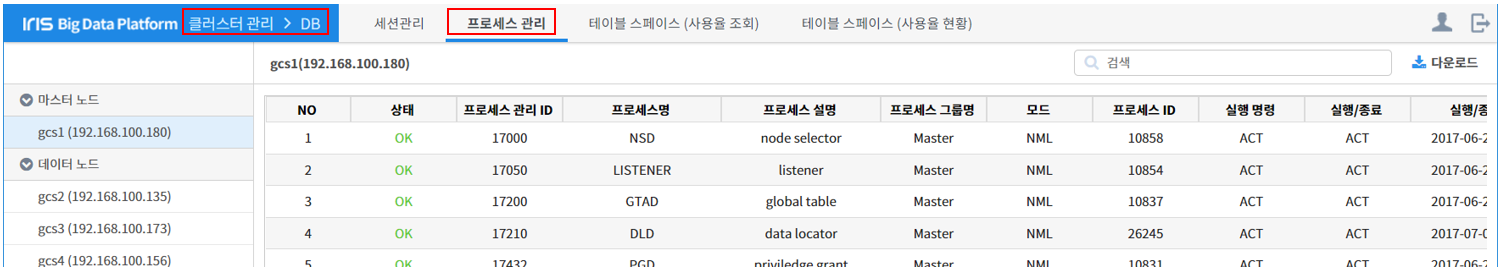 IRIS Big Data Platform 클러스터 관리 > DB 세션관리 프로세스 관리 테이블 스페이스 (사용율 조회) 테이블 스페이스 (사용율 현황)
gcs1(192.168.100.180) 검색 다운로드
마스터 노드
gcs1 (192.168.100.180)
데이터 노드
gcs2 (192.168.100.135)
gcs3 (192.168.100.173)
gcs4 (192.168.100.156)
NO 상태 프로세스 관리 ID 프로세스명 프로세스 설명 프로세스 그룹명 모드 프로세스 ID 실행 명령 실행/종료 실행/종
1 OK 17000 NSD node selector Master NML 10858 ACT ACT 2017-06-2
2 OK 17050 LISTENER listener Master NML 10854 ACT ACT 2017-06-2
3 OK 17200 GTAD global table Master NML 10837 ACT ACT 2017-06-2
4 OK 17210 DLD data locator Master NML 26245 ACT ACT 2017-07-0
5 OK 17432 PGD priviledge grant Master NML 10831 ACT ACT 2017-06-2